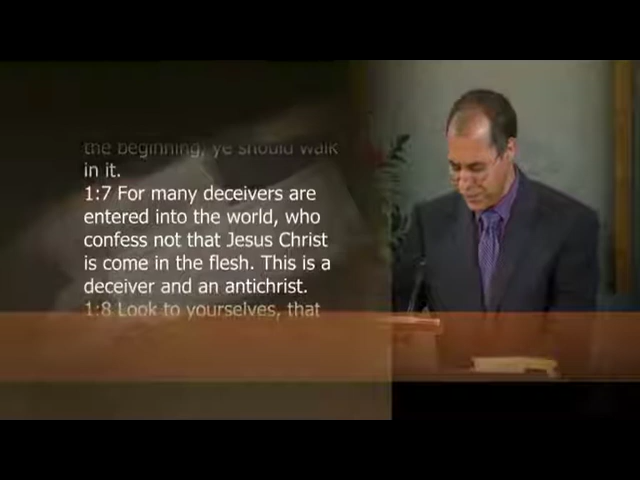 the beginning, ye should walk
in it.
1:7 For many deceivers are
entered into the world, who
confess not that Jesus Christ
is come in the flesh. This is a
deceiver and an antichrist.
1:8 Look to yourselves, that